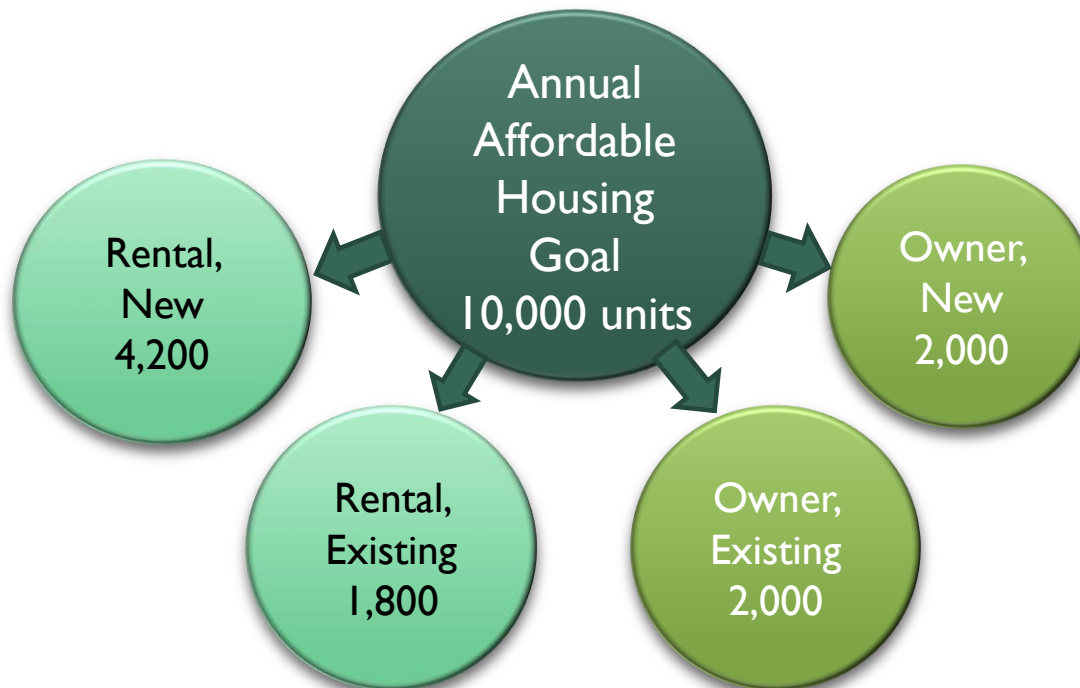 Annual
Affordable
Housing
Goal
10,000 units
Rental,
New
4,200
Rental,
Existing
1,800
Owner,
Existing
2,000
Owner,
New
2,000